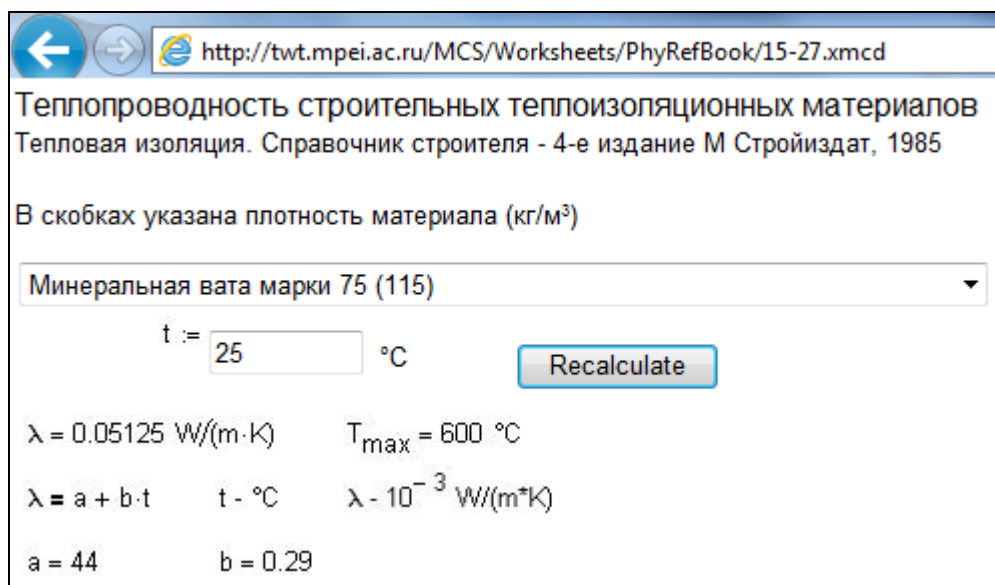 http://twt.mpei.ac.ru/MCS/Worksheets/PhyRefBook/15-27.xmcd
Теплопроводность строительных теплоизоляционных материалов
Тепловая изоляция. Справочник строителя - 4-е издание М Стройиздат, 1985
В скобках указана плотность материала (кг/м³)
Минеральная вата марки 75 (115)
t := 25 °C Recalculate
λ = 0.05125 W/(m·K) T_max = 600 °C
λ = a + b·t t - °C λ - 10⁻³ W/(m*K)
a = 44 b = 0.29